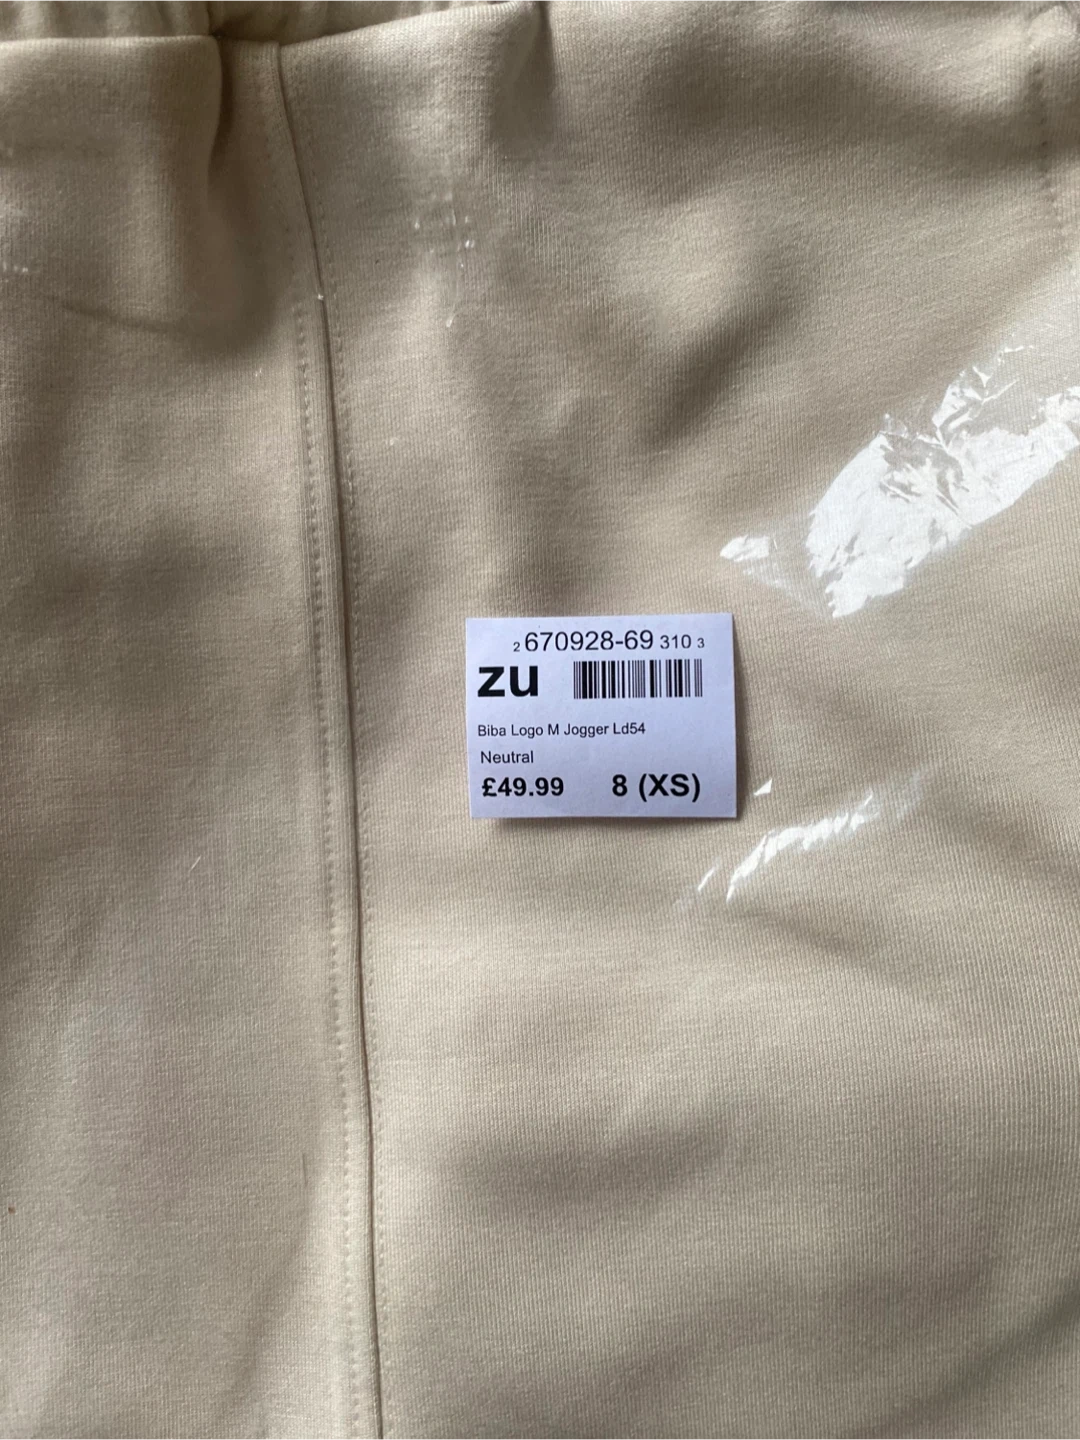 2 670928-69 310 3
zu
Biba Logo M Jogger Ld54
Neutral
£49.99 8 (XS)